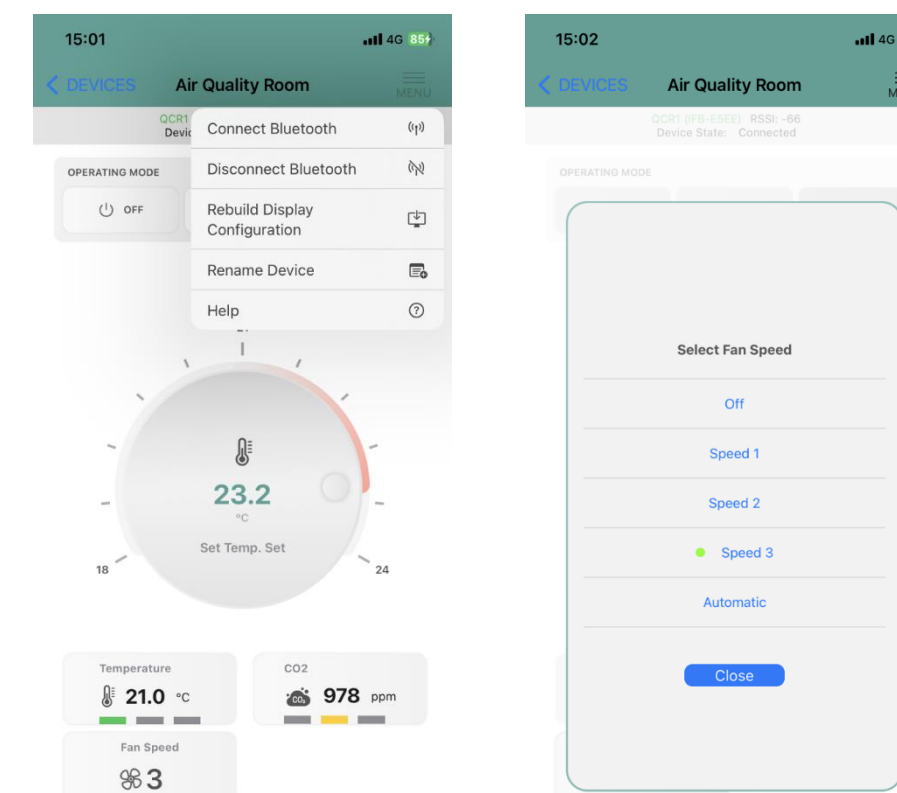 15:01
4G 85
DEVICES
Air Quality Room
MENU
QCR1
Devic
Connect Bluetooth
Disconnect Bluetooth
Rebuild Display
Configuration
Rename Device
Help
OPERATING MODE
OFF
18
24
23.2
°C
Set Temp. Set
Temperature
21.0 °C
CO2
CO₂
978 ppm
Fan Speed
3
15:02
4G
DEVICES
Air Quality Room
M
QCR1 (IFB-E5EE) RSSI: -66
Device State: Connected
OPERATING MODE
Select Fan Speed
Off
Speed 1
Speed 2
Speed 3
Automatic
Close